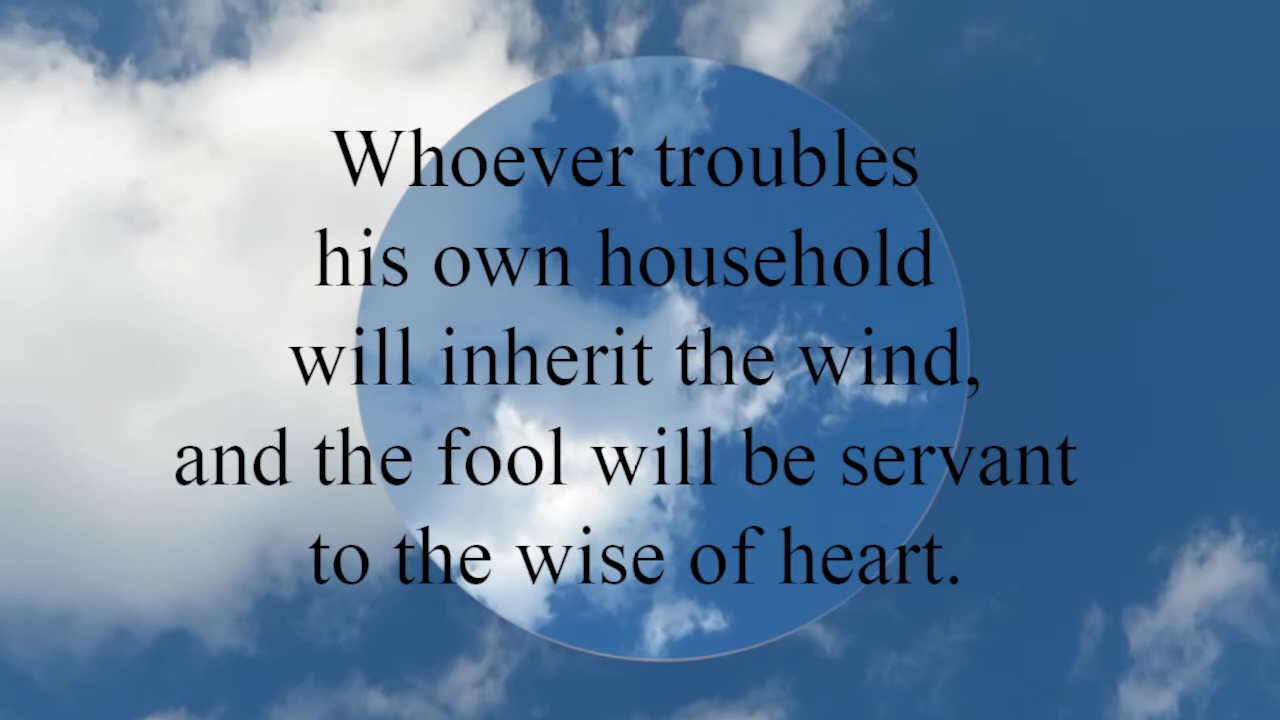 Whoever troubles
his own household
will inherit the wind,
and the fool will be servant
to the wise of heart.